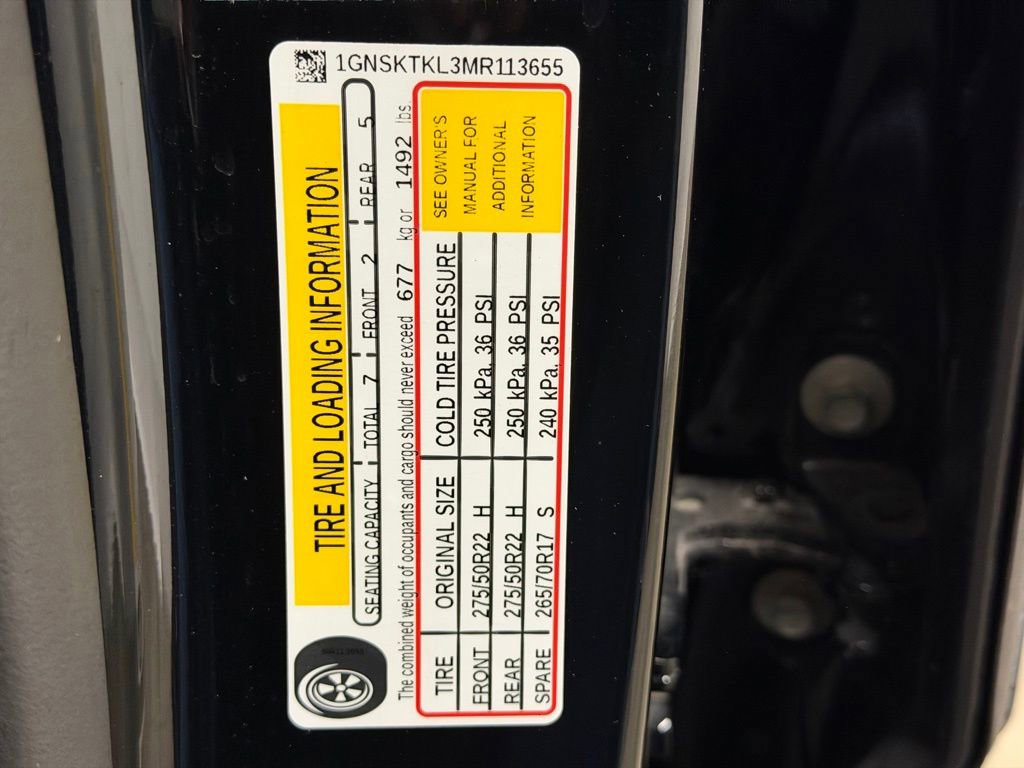 1GNSKTKL3MR113655
TIRE AND LOADING INFORMATION
SEATING CAPACITY TOTAL 7 FRONT 2 REAR 5
The combined weight of occupants and cargo should never exceed 677 kg or 1492 lbs.
TIRE ORIGINAL SIZE COLD TIRE PRESSURE
FRONT 275/50R22 H 250 kPa, 36 PSI
REAR 275/50R22 H 250 kPa, 36 PSI
SPARE 265/70R17 S 240 kPa, 35 PSI
SEE OWNER'S
MANUAL FOR
ADDITIONAL
INFORMATION